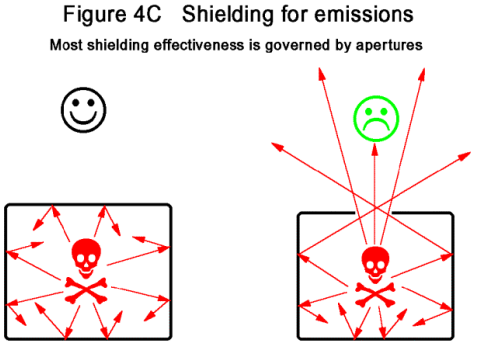 Figure 4C Shielding for emissions
Most shielding effectiveness is governed by apertures